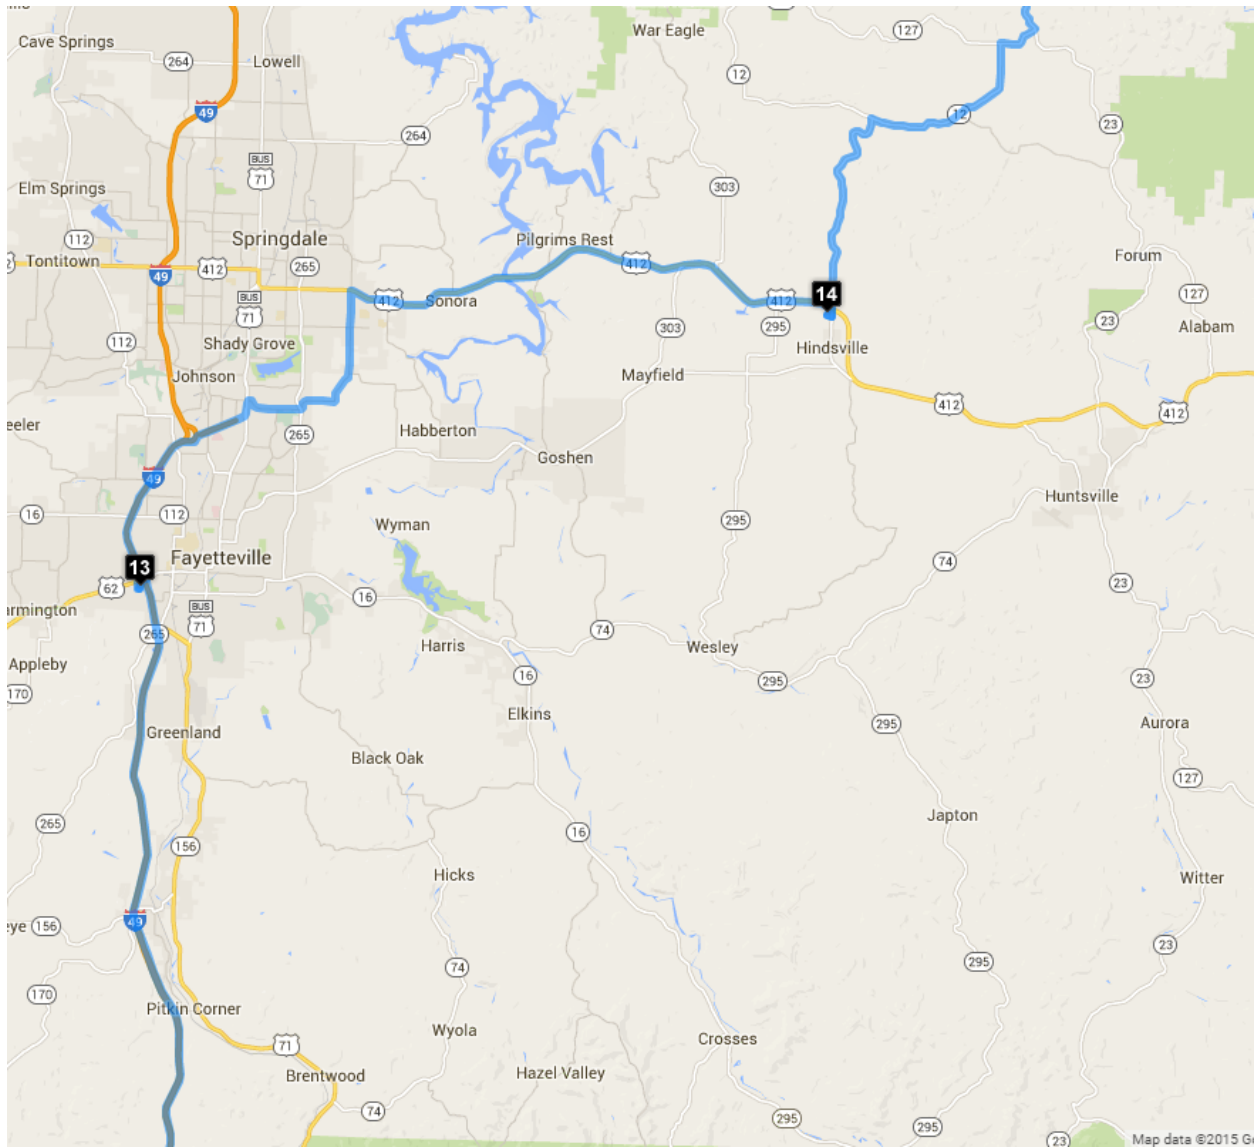 127
War Eagle
Cave Springs
264
Lowell
12
49
12
23
264
BUS
71
303
Elm Springs
112
Springdale
Pilgrims Rest
265
412
Tontitown
49
412
Forum
127
14
412
Sonora
412
BUS
71
295
23
Alabam
112
Shady Grove
Hindsville
303
Johnson
Mayfield
412
412
Habberton
265
Goshen
49
Huntsville
16
112
Wyman
295
13
Fayetteville
74
62
16
23
BUS
71
265
74
Harris
Wesley
Appleby
16
295
23
170
Elkins
295
Aurora
Greenland
Black Oak
127
265
Japton
156
16
Hicks
Witter
156
49
23
74
295
170
Pitkin Corner
Wyola
Crosses
71
Hazel Valley
Brentwood
74
295
295
23
Map data ©2015